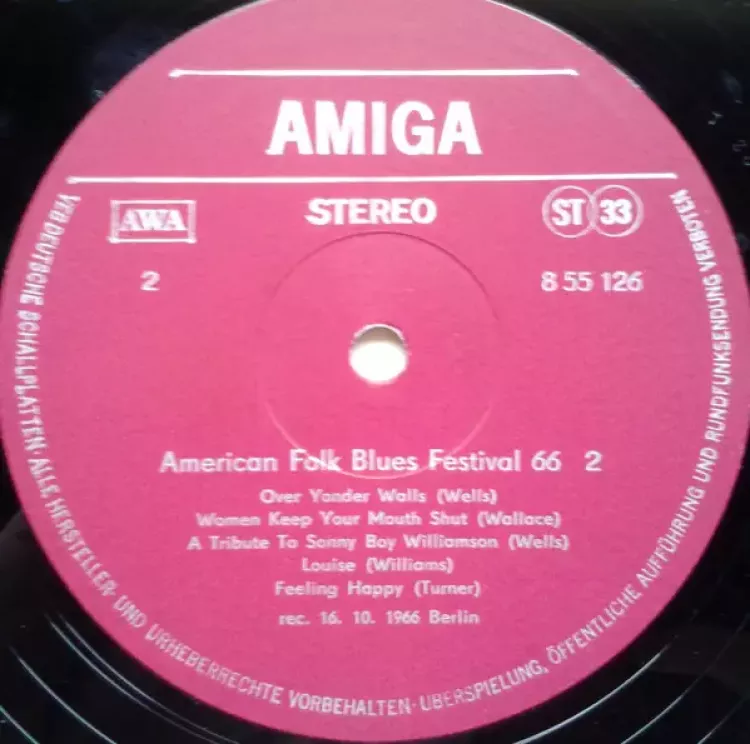 AMIGA
AWA
STEREO
ST 33
2
8 55 126
American Folk Blues Festival 66 2
Over Yonder Walls (Wells)
Women Keep Your Mouth Shut (Wallace)
A Tribute To Sonny Boy Williamson (Wells)
Louise (Williams)
Feeling Happy (Turner)
rec. 16. 10. 1966 Berlin
VEB DEUTSCHE SCHALLPLATTEN · ALLE HERSTELLER- UND URHEBERRECHTE VORBEHALTEN · ÜBERSPIELUNG, ÖFFENTLICHE AUFFÜHRUNG UND RUNDFUNKSENDUNG VERBOTEN